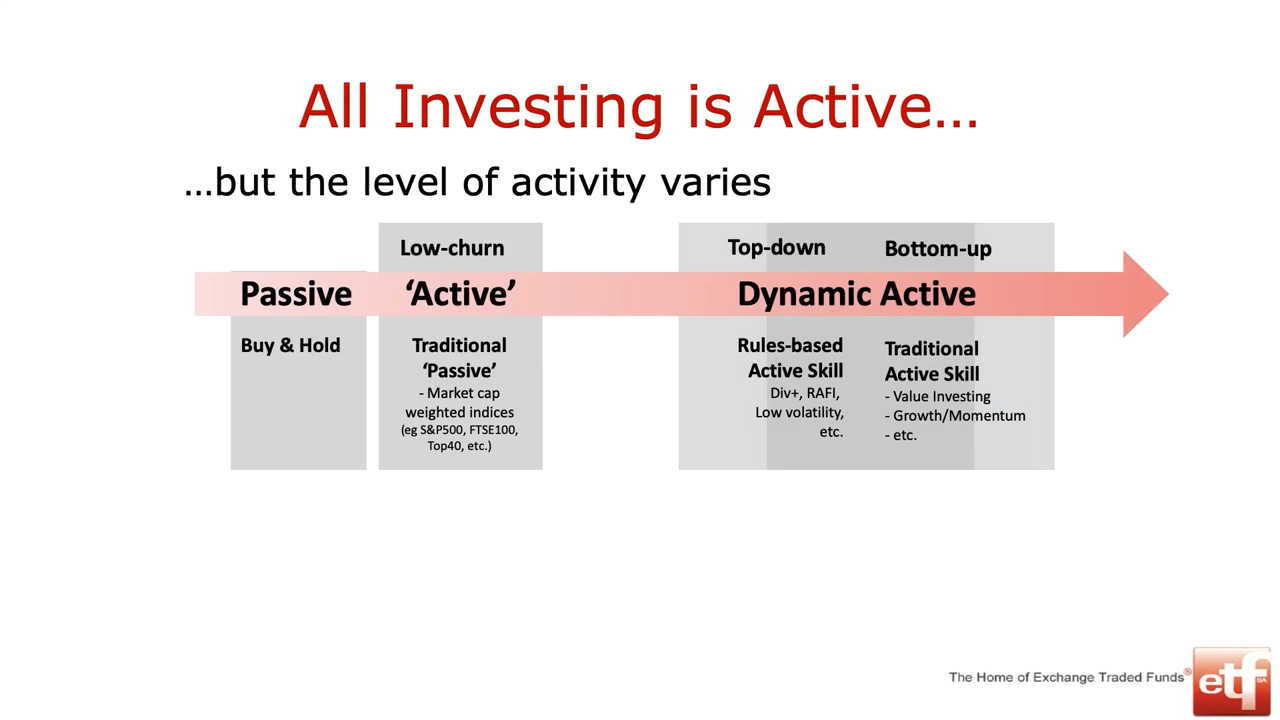 All Investing is Active…
…but the level of activity varies
Low-churn
Top-down
Bottom-up
Passive
‘Active’
Dynamic Active
Buy & Hold
Traditional
‘Passive’
- Market cap
weighted indices
(eg S&P500, FTSE100,
Top40, etc.)
Rules-based
Active Skill
Div+, RAFI,
Low volatility,
etc.
Traditional
Active Skill
- Value Investing
- Growth/Momentum
- etc.
The Home of Exchange Traded Funds®
etf
SA